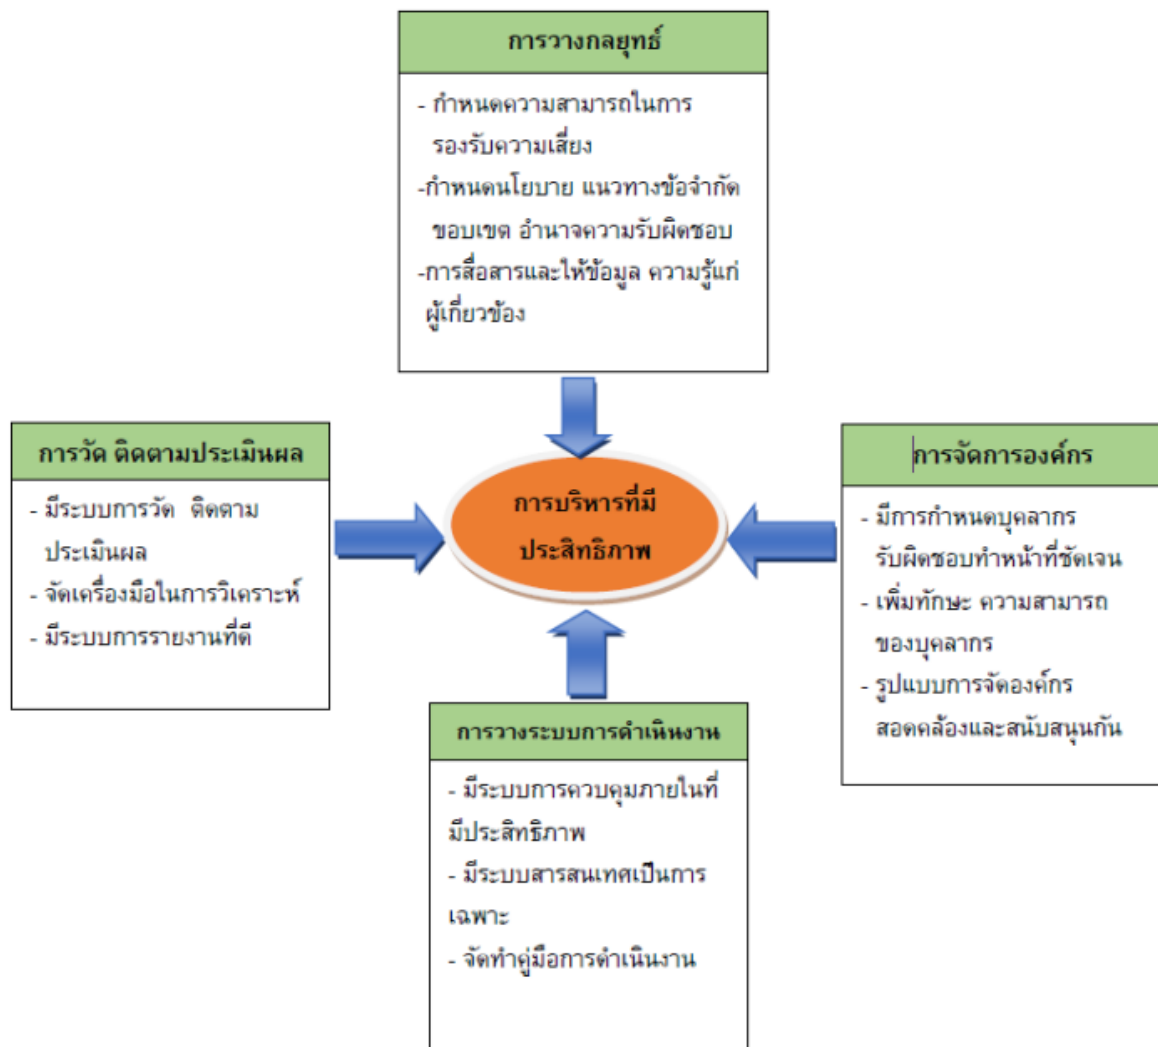 การวางกลยุทธ์
- กำหนดความสามารถในการ
รองรับความเสี่ยง
-กำหนดนโยบาย แนวทางข้อจำกัด
ขอบเขต อำนาจความรับผิดชอบ
-การสื่อสารและให้ข้อมูล ความรู้แก่
ผู้เกี่ยวข้อง
การวัด ติดตามประเมินผล
- มีระบบการวัด ติดตาม
ประเมินผล
- จัดเครื่องมือในการวิเคราะห์
- มีระบบการรายงานที่ดี
การบริหารที่มี
ประสิทธิภาพ
การจัดการองค์กร
- มีการกำหนดบุคลากร
รับผิดชอบทำหน้าที่ชัดเจน
- เพิ่มทักษะ ความสามารถ
ของบุคลากร
- รูปแบบการจัดองค์กร
สอดคล้องและสนับสนุนกัน
การวางระบบการดำเนินงาน
- มีระบบการควบคุมภายในที่
มีประสิทธิภาพ
- มีระบบสารสนเทศเป็นการ
เฉพาะ
- จัดทำคู่มือการดำเนินงาน